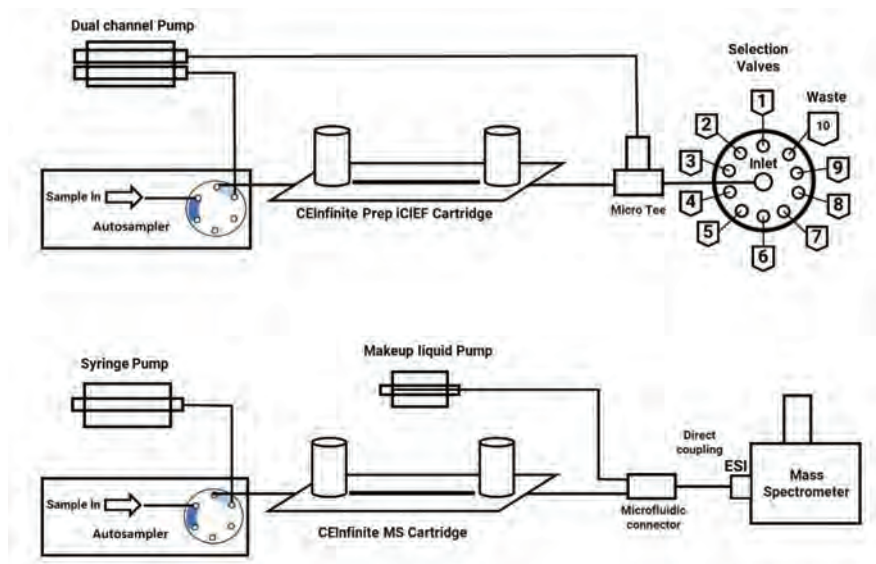 Dual channel Pump
Selection
Valves
Waste
1
2
10
3
Inlet
9
Sample In
4
8
Autosampler
CEInfinite Prep iCIEF Cartridge
Micro Tee
5
7
6
Syringe Pump
Makeup liquid Pump
Direct
coupling
ESI
Mass
Spectrometer
Sample In
Microfluidic
connector
Autosampler
CEInfinite MS Cartridge